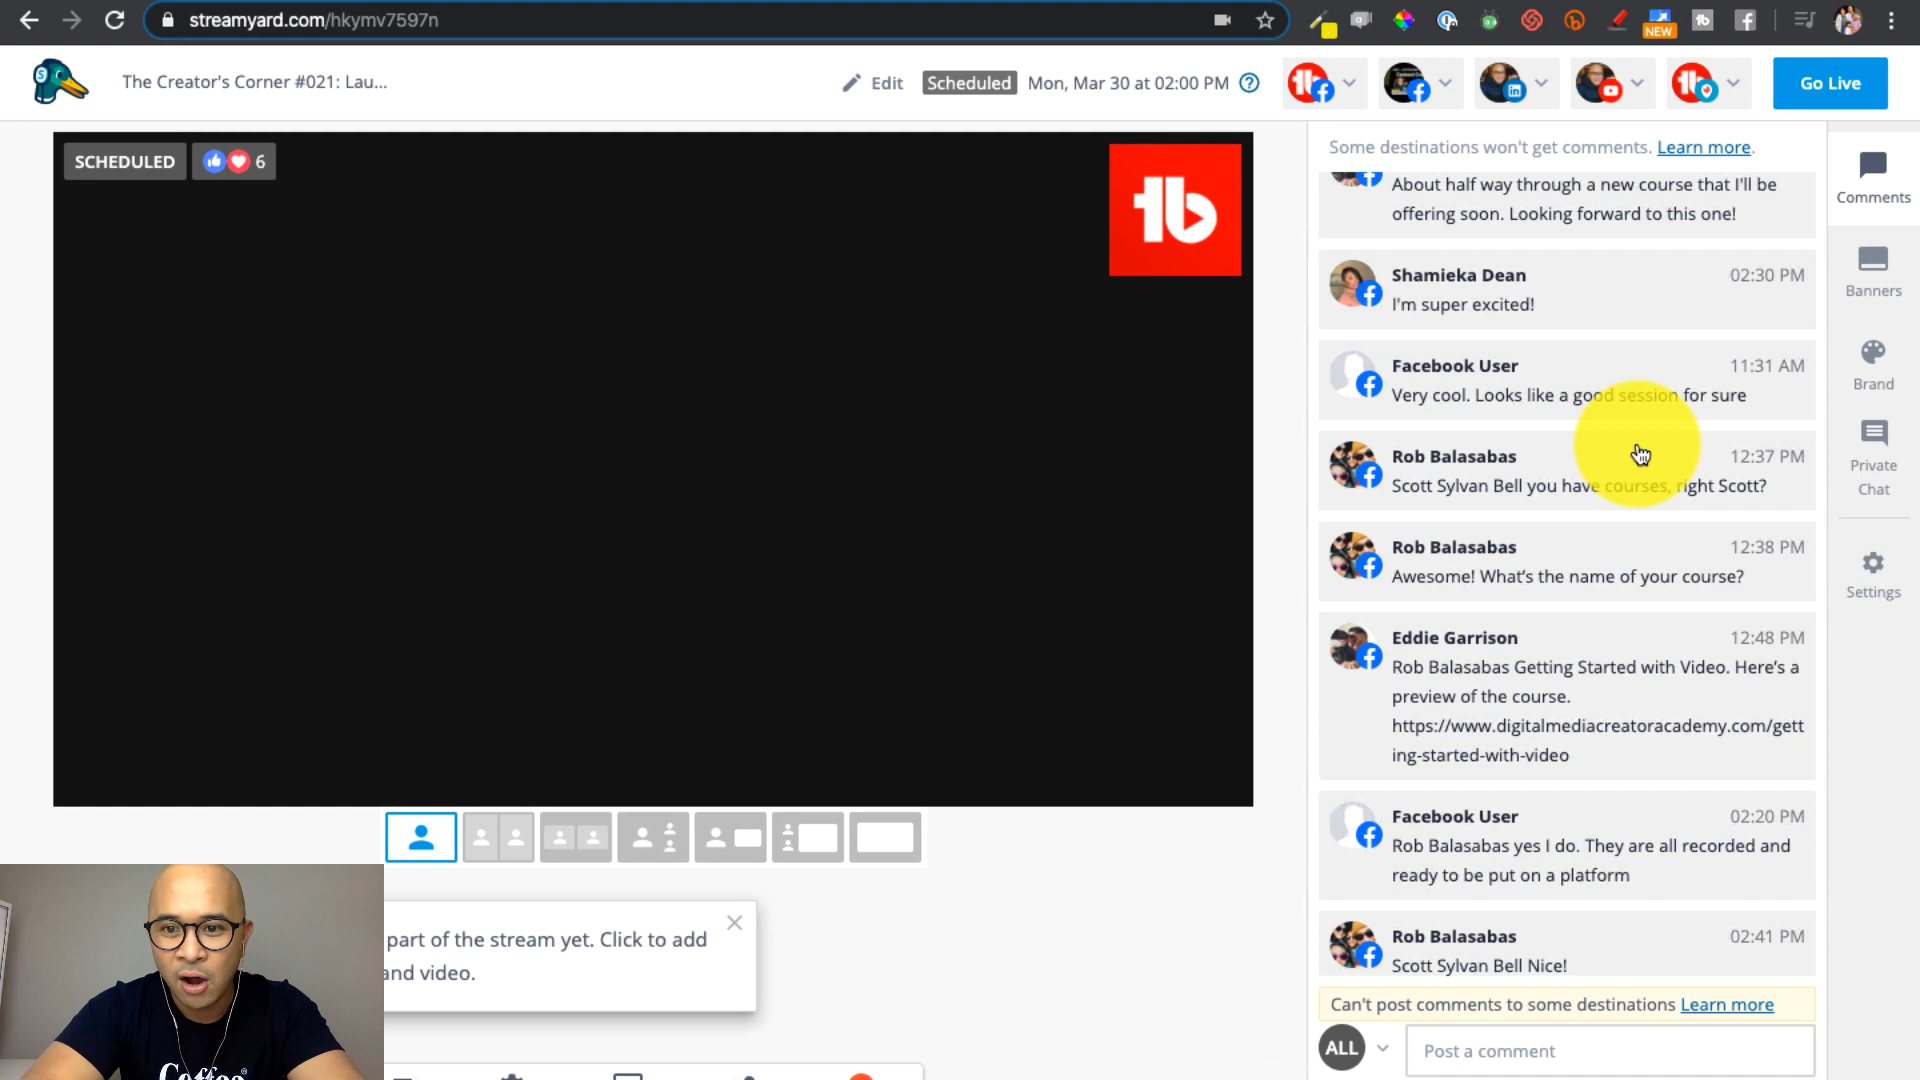 streamyard.com/hkymv7597n
NEW
The Creator's Corner #021: Lau...
Edit
Scheduled
Mon, Mar 30 at 02:00 PM
Go Live
SCHEDULED
6
tb
Some destinations won't get comments. Learn more.
About half way through a new course that I'll be
offering soon. Looking forward to this one!
Shamieka Dean 02:30 PM
I'm super excited!
Facebook User 11:31 AM
Very cool. Looks like a good session for sure
Rob Balasabas 12:37 PM
Scott Sylvan Bell you have courses, right Scott?
Rob Balasabas 12:38 PM
Awesome! What's the name of your course?
Eddie Garrison 12:48 PM
Rob Balasabas Getting Started with Video. Here's a
preview of the course.
https://www.digitalmediacreatoracademy.com/gett
ing-started-with-video
Facebook User 02:20 PM
Rob Balasabas yes I do. They are all recorded and
ready to be put on a platform
Rob Balasabas 02:41 PM
Scott Sylvan Bell Nice!
Can't post comments to some destinations Learn more
ALL
Post a comment
Comments
Banners
Brand
Private
Chat
Settings
part of the stream yet. Click to add
and video.
Coffee